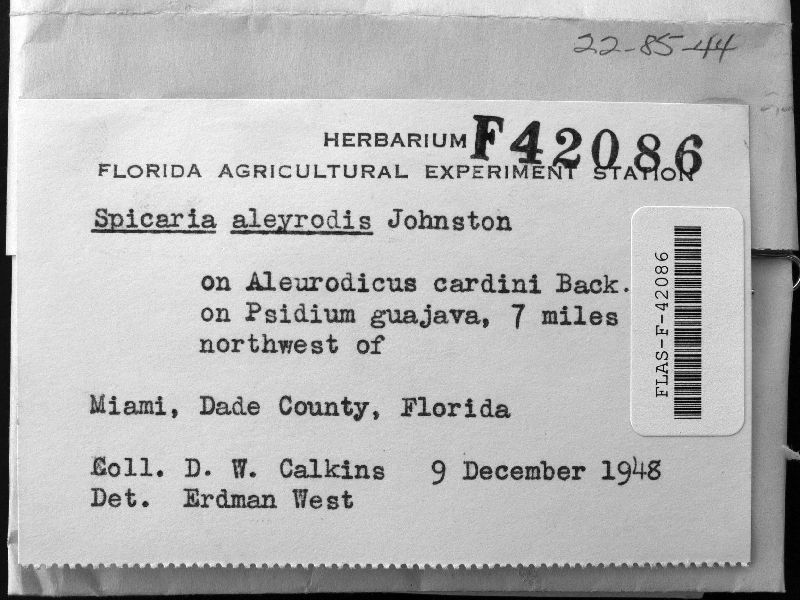 22-85-44
HERBARIUM F42086
FLORIDA AGRICULTURAL EXPERIMENT STATION
Spicaria aleyrodis Johnston
on Aleurodicus cardini Back.
on Psidium guajava, 7 miles
northwest of
Miami, Dade County, Florida
Coll. D. W. Calkins 9 December 1948
Det. Erdman West
FLAS-F-42086